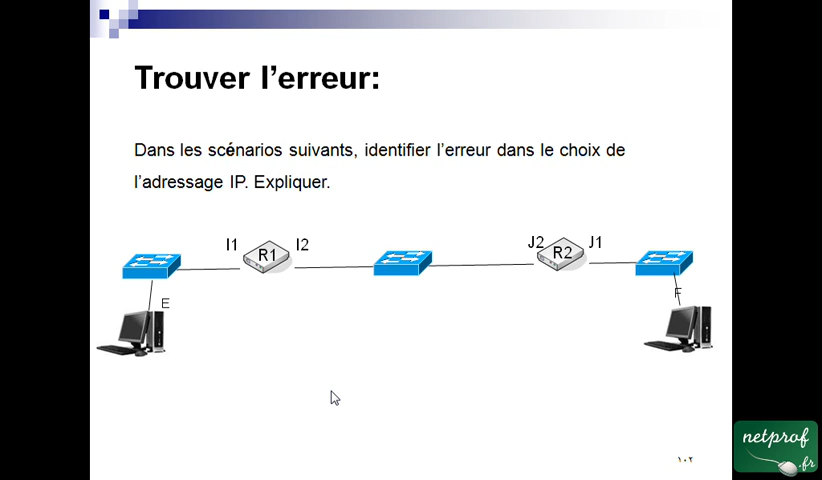 Trouver l'erreur:
Dans les scénarios suivants, identifier l'erreur dans le choix de
l'adressage IP. Expliquer.
I1 R1 I2 J2 R2 J1
E F
١٠٢
netprof
.fr